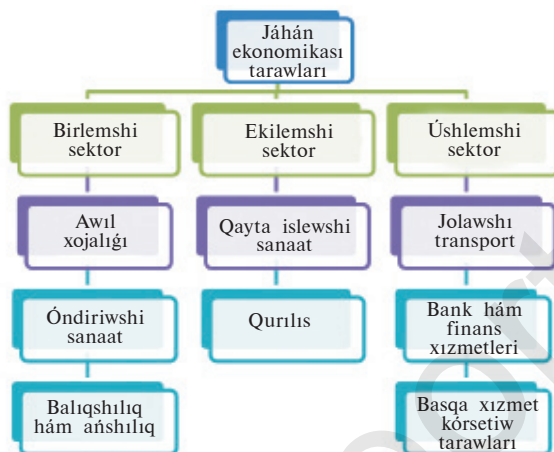 Jáhán
ekonomikası
tarawları
Birlemshi
sektor
Ekilemshi
sektor
Úshlemshi
sektor
Awıl
xojalıǵı
Qayta islewshi
sanaat
Jolawshı
transport
Óndiriwshi
sanaat
Qurılıs
Bank hám
finans
xızmetleri
Balıqshılıq
hám ańshılıq
Basqa xızmet
kórsetiw
tarawları